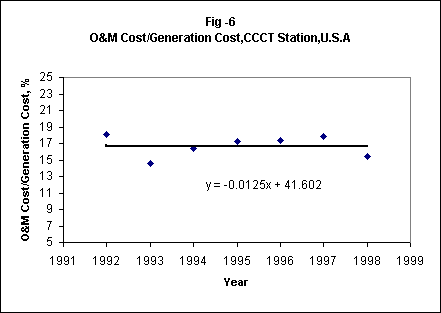 Fig -6
O&M Cost/Generation Cost,CCCT Station,U.S.A
O&M Cost/Generation Cost, %
25
23
21
19
17
15
13
11
9
7
5
y = -0.0125x + 41.602
1991 1992 1993 1994 1995 1996 1997 1998 1999
Year